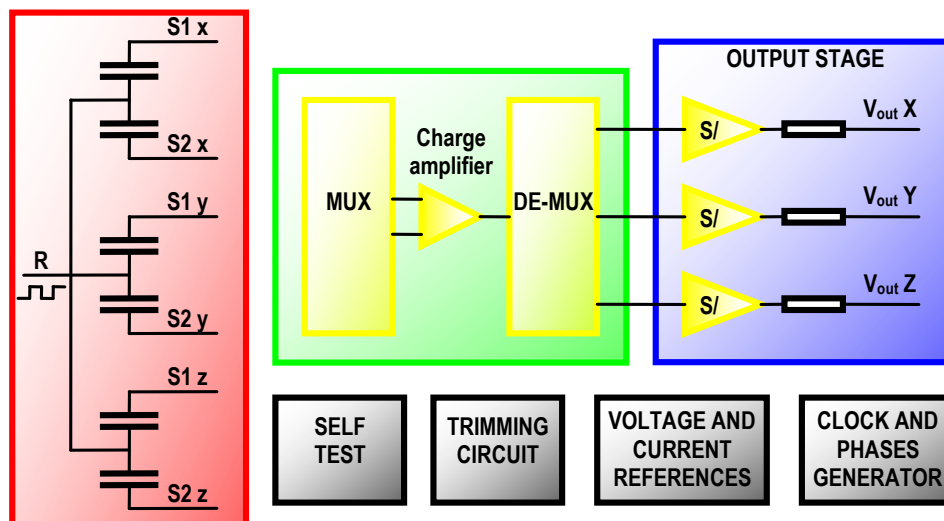 S1 x
S2 x
S1 y
R
S2 y
S1 z
S2 z
MUX
Charge
amplifier
DE-MUX
OUTPUT STAGE
S/
Vout X
S/
Vout Y
S/
Vout Z
SELF
TEST
TRIMMING
CIRCUIT
VOLTAGE AND
CURRENT
REFERENCES
CLOCK AND
PHASES
GENERATOR